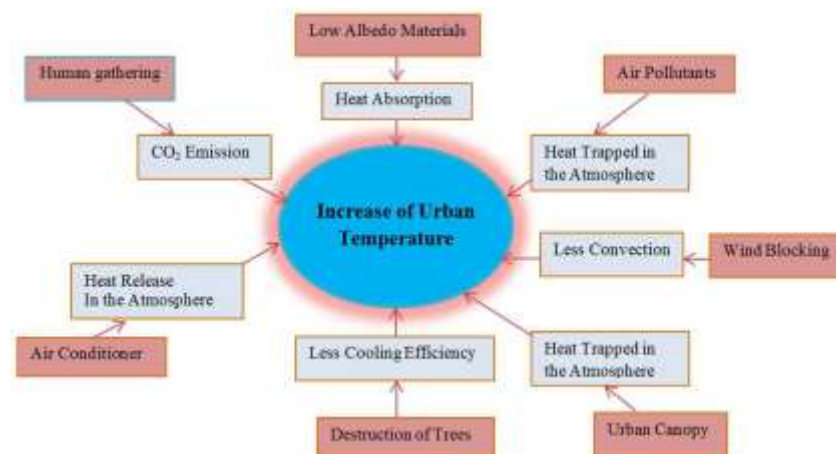 Low Albedo Materials
Human gathering
Air Pollutants
Heat Absorption
CO₂ Emission
Heat Trapped in
the Atmosphere
Increase of Urban
Temperature
Less Convection
Wind Blocking
Heat Release
In the Atmosphere
Air Conditioner
Less Cooling Efficiency
Heat Trapped in
the Atmosphere
Destruction of Trees
Urban Canopy